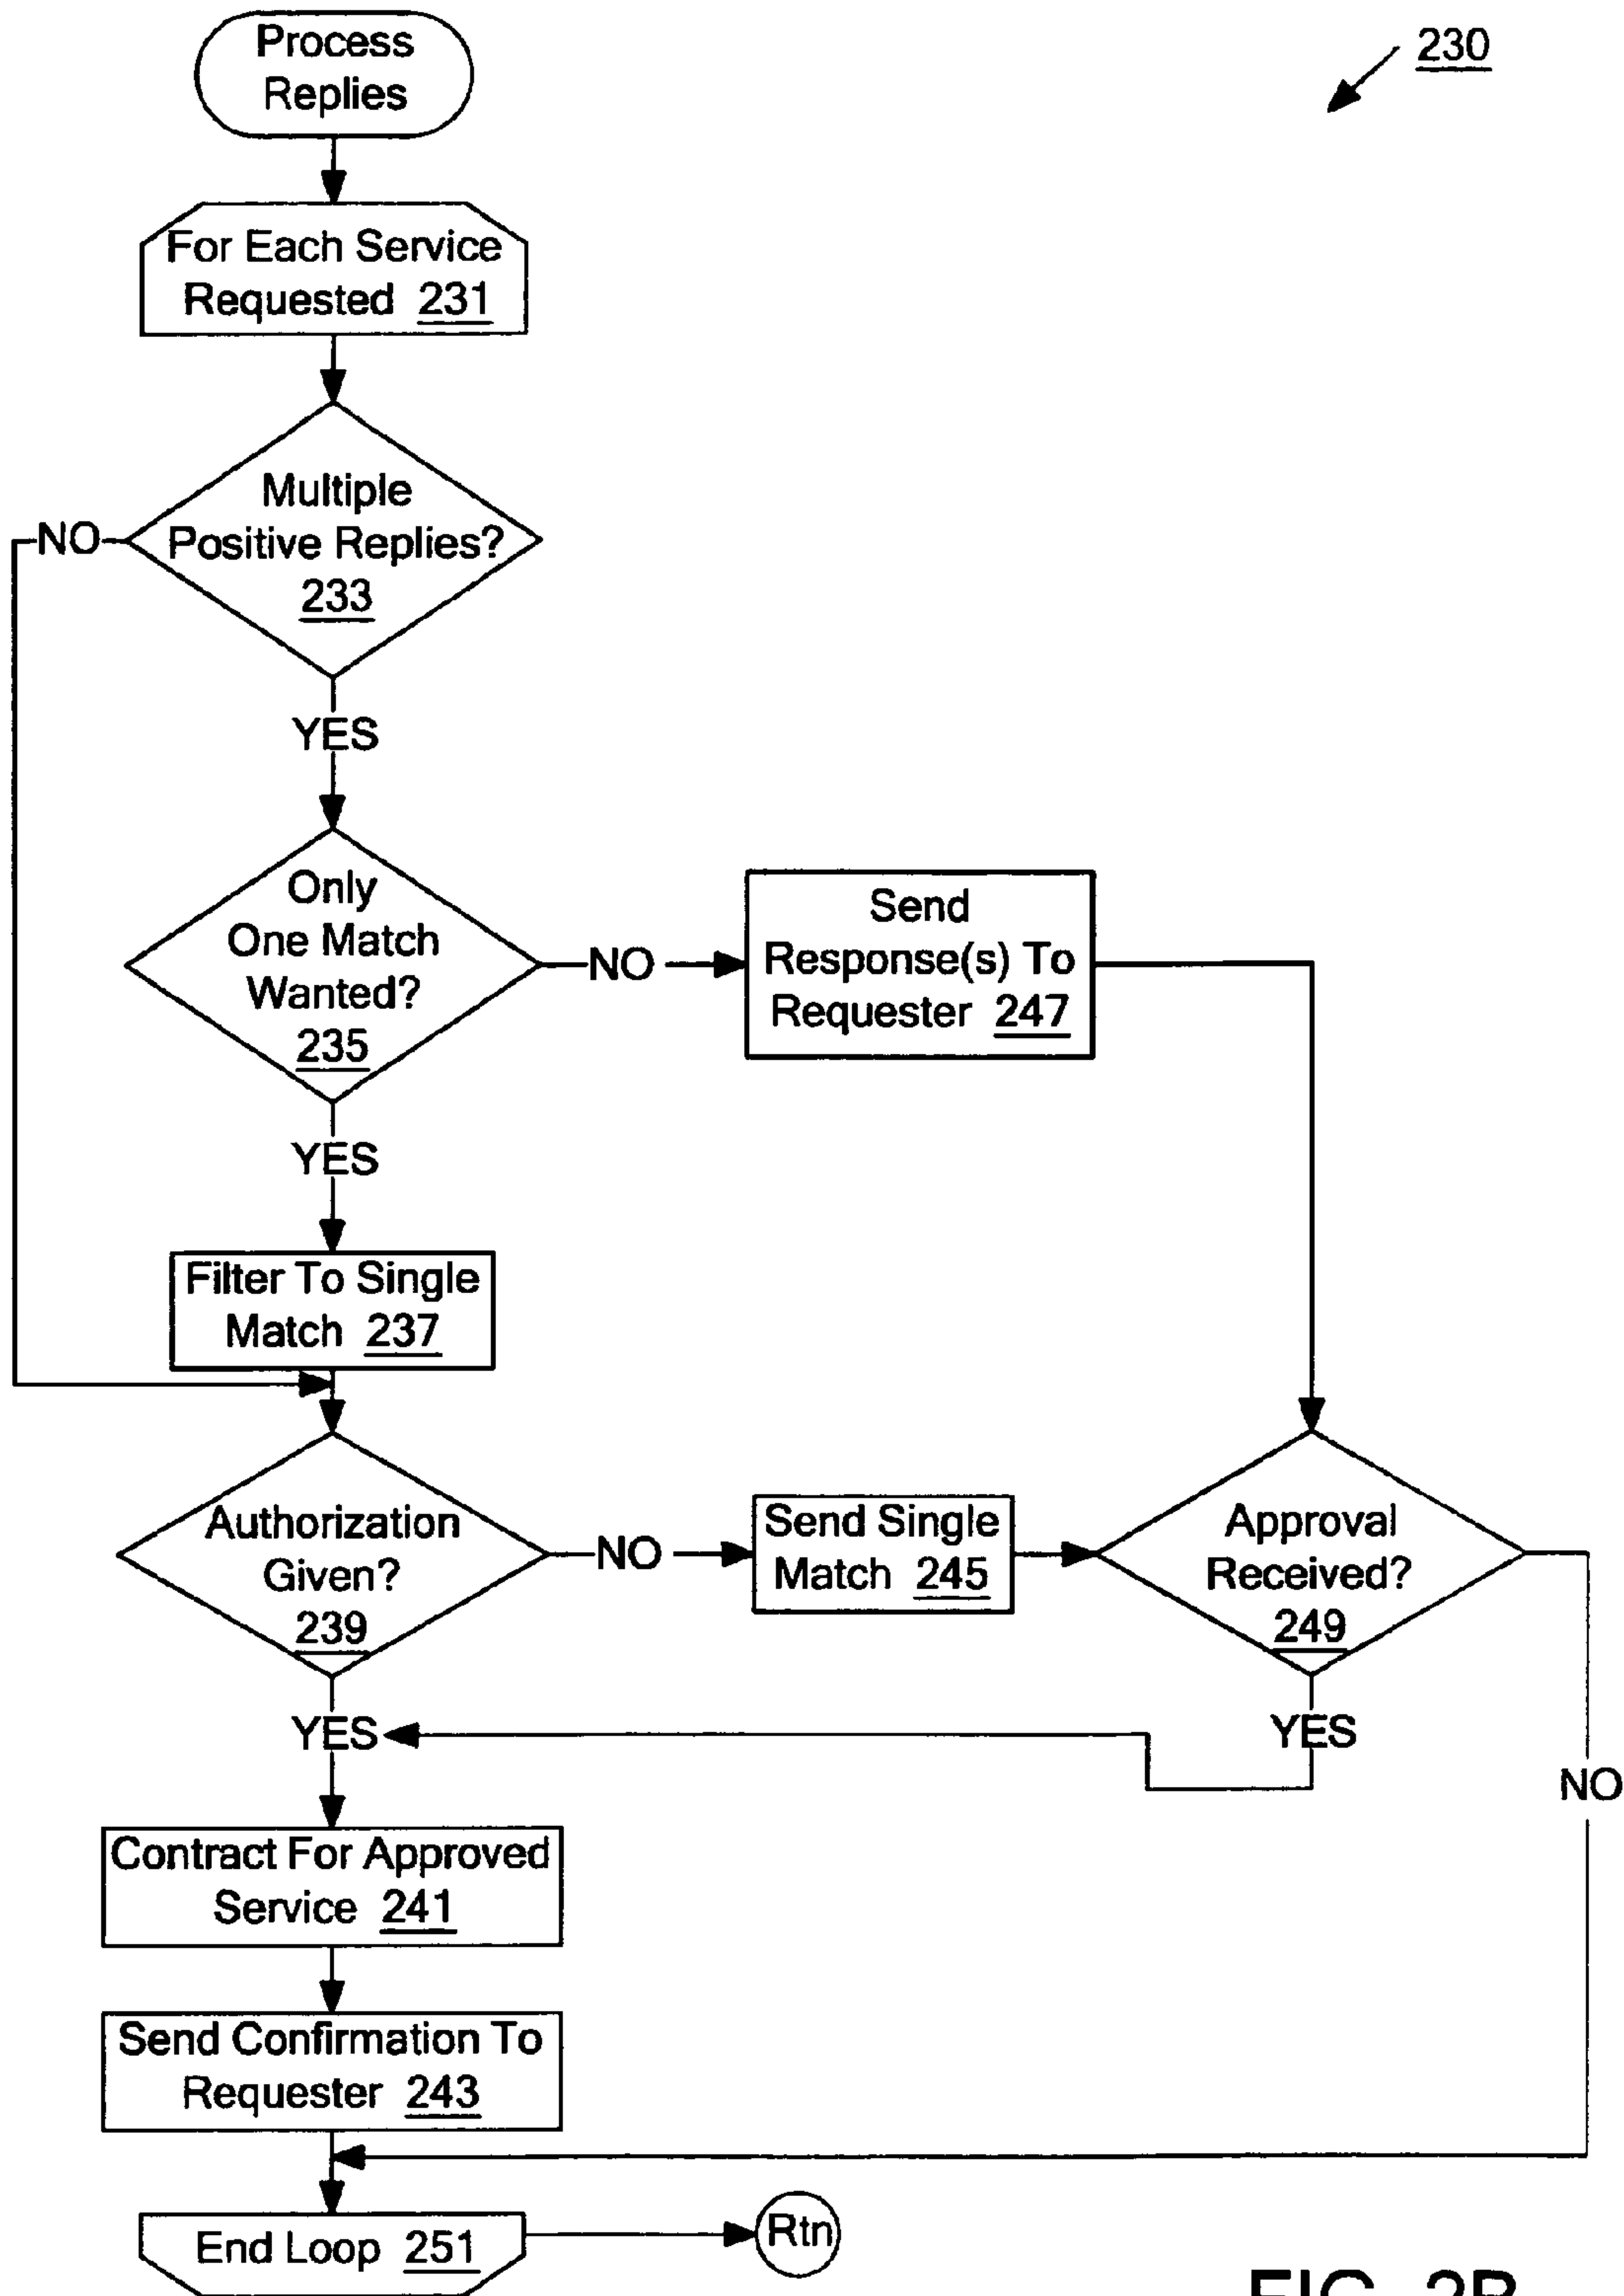 Process
Replies
230
For Each Service
Requested 231
Multiple
Positive Replies?
233
NO
YES
Only
One Match
Wanted?
235
NO
Send
Response(s) To
Requester 247
YES
Filter To Single
Match 237
Authorization
Given?
239
NO
Send Single
Match 245
Approval
Received?
249
YES
YES
NO
Contract For Approved
Service 241
Send Confirmation To
Requester 243
End Loop 251
Rtn
FIG. 2B